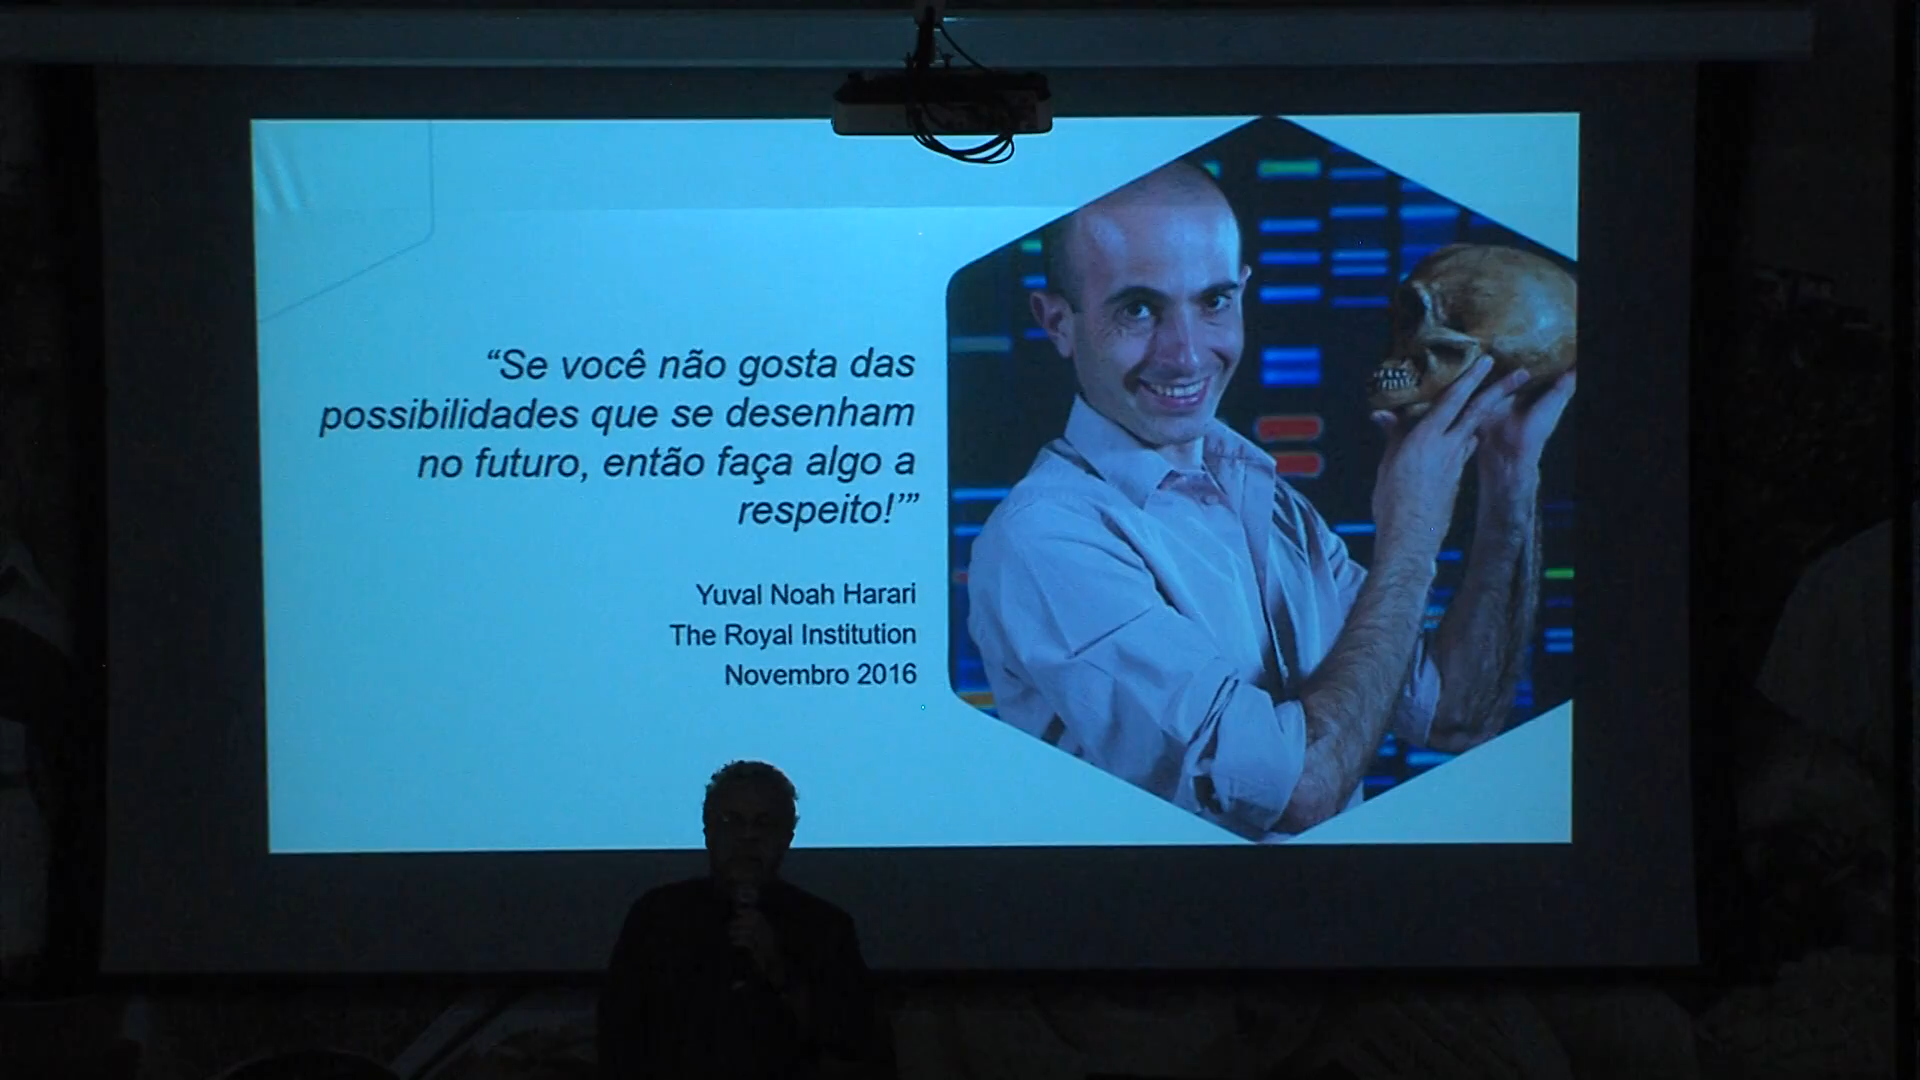 “Se você não gosta das
possibilidades que se desenham
no futuro, então faça algo a
respeito!’”
Yuval Noah Harari
The Royal Institution
Novembro 2016